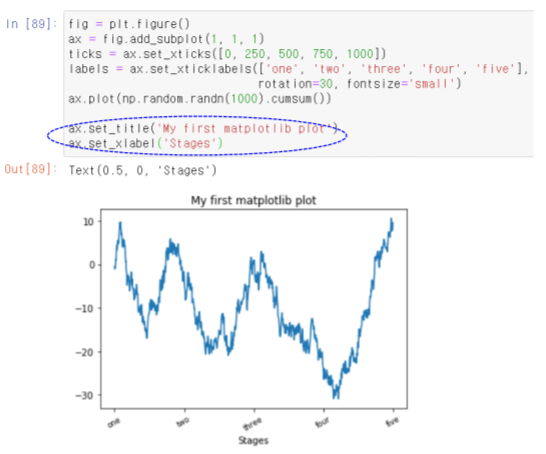 In [89]: fig = plt.figure()
ax = fig.add_subplot(1, 1, 1)
ticks = ax.set_xticks([0, 250, 500, 750, 1000])
labels = ax.set_xticklabels(['one', 'two', 'three', 'four', 'five'],
rotation=30, fontsize='small')
ax.plot(np.random.randn(1000).cumsum())
ax.set_title('My first matplotlib plot')
ax.set_xlabel('Stages')
Out[89]: Text(0.5, 0, 'Stages')
My first matplotlib plot
10
0
−10
−20
−30
one two three four five
Stages